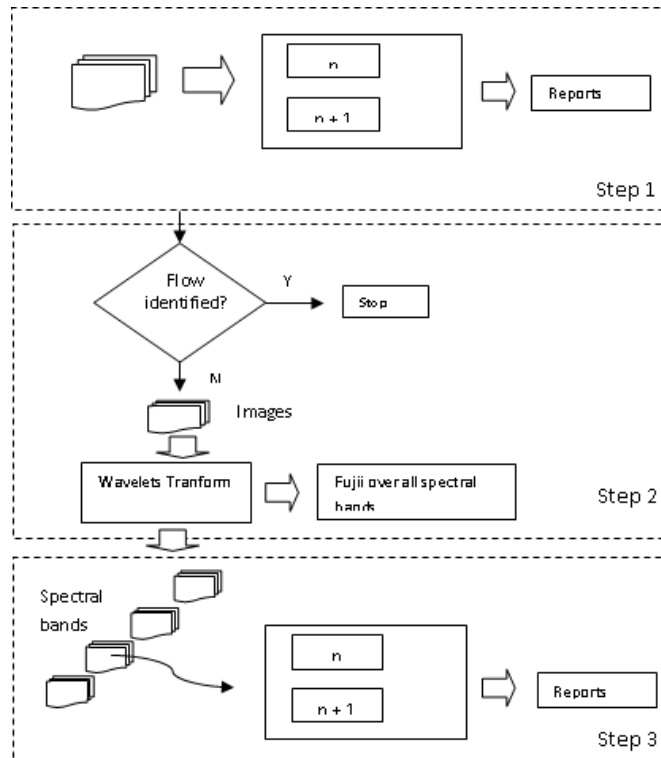 n
n + 1
Reports
Step 1
Flow
identified?
Y
Stop
N
Images
Wavelets Tranform
Fujii over all spectral
bands
Step 2
Spectral
bands
n
n + 1
Reports
Step 3